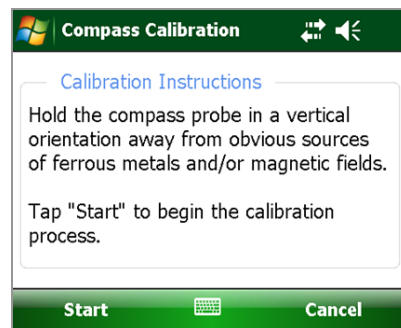 Compass Calibration
Calibration Instructions
Hold the compass probe in a vertical
orientation away from obvious sources
of ferrous metals and/or magnetic fields.
Tap "Start" to begin the calibration
process.
Start
Cancel